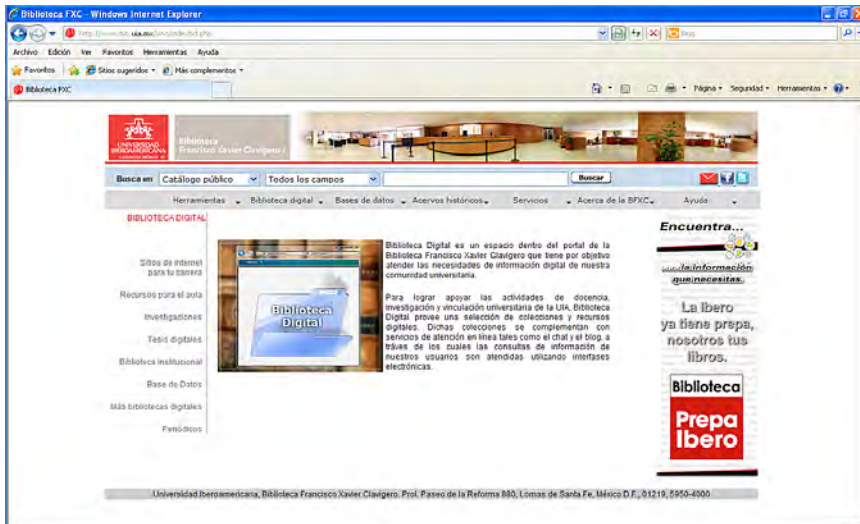 Biblioteca FXC - Windows Internet Explorer
Archivo Edición Ver Favoritos Herramientas Ayuda
Favoritos Sitios sugeridos Más complementos
Biblioteca FXC Página Seguridad Herramientas
UNIVERSIDAD IBEROAMERICANA
Biblioteca
Francisco Xavier Clavigero
Busca en Catálogo público Todos los campos Buscar
Herramientas Biblioteca digital Bases de datos Acervos históricos Servicios Acerca de la BFXC Ayuda
BIBLIOTECA DIGITAL
Sitios de internet
para tu carrera
Recursos para el aula
Investigaciones
Tesis digitales
Biblioteca institucional
Base de Datos
Más bibliotecas digitales
Periódicos
Biblioteca
Digital
Biblioteca Digital es un espacio dentro del portal de la
Biblioteca Francisco Xavier Clavigero que tiene por objetivo
atender las necesidades de información digital de nuestra
comunidad universitaria.
Para lograr apoyar las actividades de docencia,
investigación y vinculación universitaria de la UIA, Biblioteca
Digital provee una selección de colecciones y recursos
digitales. Dichas colecciones se complementan con
servicios de atención en línea tales como el chat y el blog, a
tráves de los cuales las consultas de información de
nuestros usuarios son atendidas utilizando interfases
electrónicas.
Encuentra...
...la información
que necesitas.
La Ibero
ya tiene prepa,
nosotros tus
libros.
Biblioteca
Prepa
Ibero
Universidad Iberoamericana, Biblioteca Francisco Xavier Clavigero. Prol. Paseo de la Reforma 880, Lomas de Santa Fe, México D.F., 01219, 5950-4000